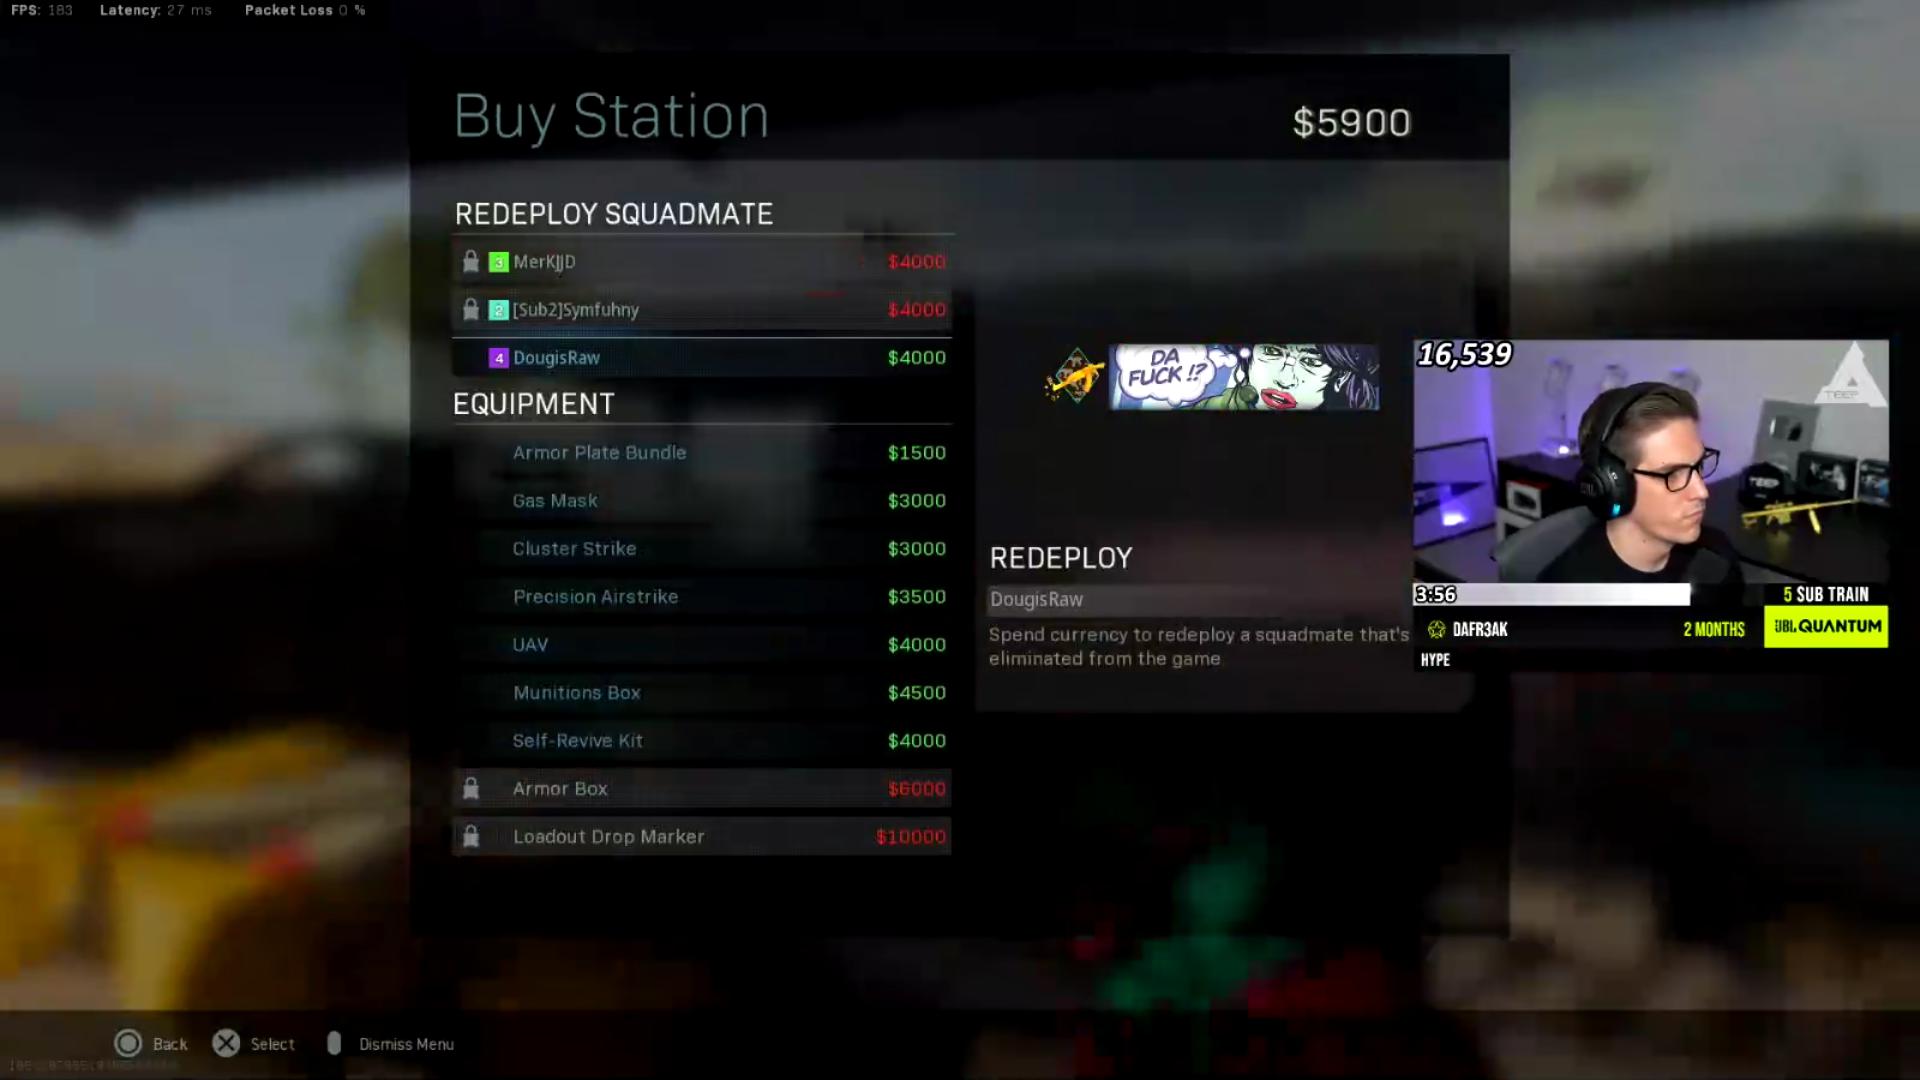 FPS: 183 Latency: 27 ms Packet Loss 0 %
Buy Station $5900
REDEPLOY SQUADMATE
3 MerKJJD $4000
2 [Sub2]Symfuhny $4000
4 DougisRaw $4000
EQUIPMENT
Armor Plate Bundle $1500
Gas Mask $3000
Cluster Strike $3000
Precision Airstrike $3500
UAV $4000
Munitions Box $4500
Self-Revive Kit $4000
Armor Box $6000
Loadout Drop Marker $10000
DA
FUCK !?
REDEPLOY
DougisRaw
Spend currency to redeploy a squadmate that's
eliminated from the game
16,539
TEEP
TEEP
3:56 5 SUB TRAIN
DAFR3AK 2 MONTHS
JBL QUANTUM
HYPE
Back Select Dismiss Menu